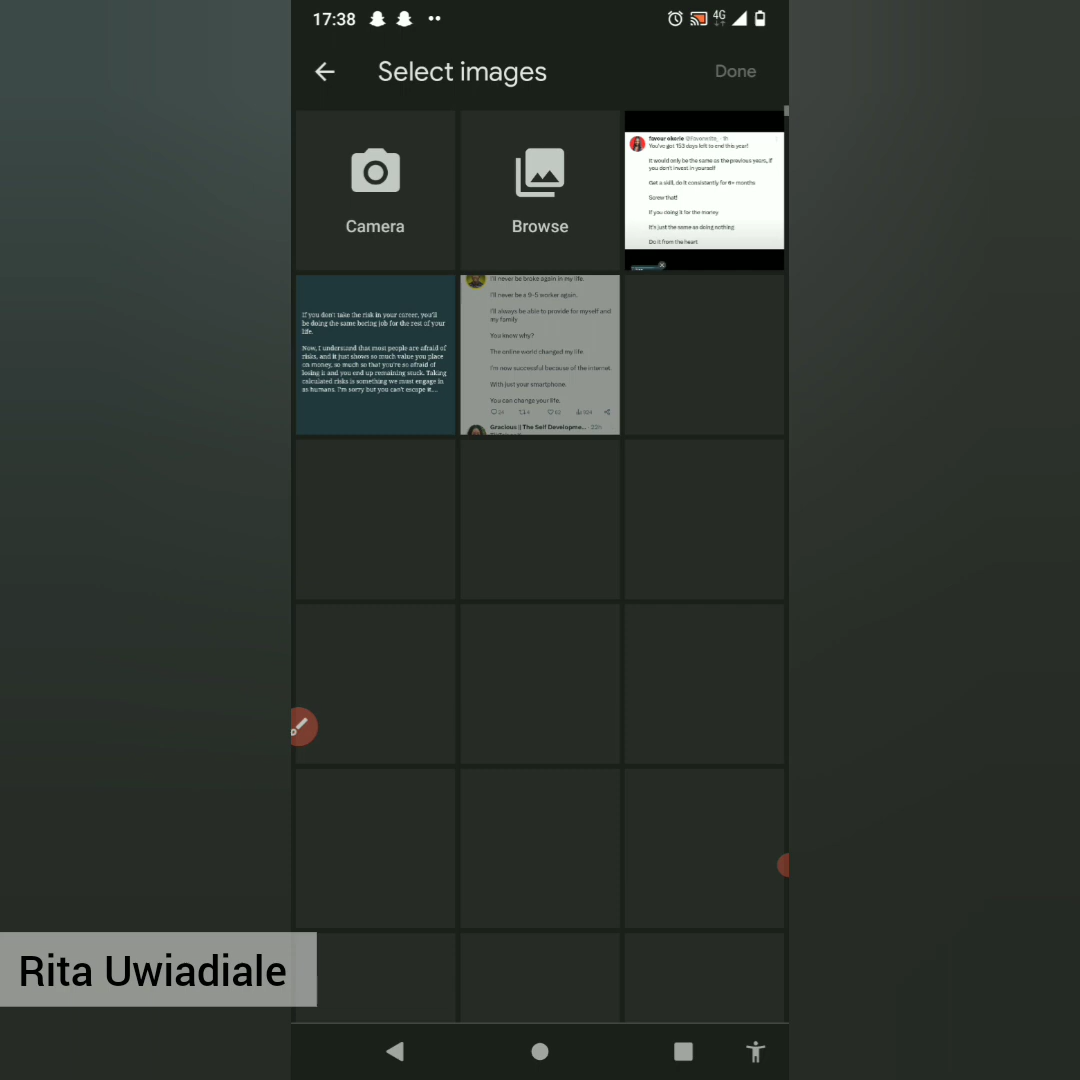 17:38
4G
Select images
Done
Camera
Browse
favour okorie @Favoredte_ · 1h
You've got 153 days left to end this year!
It would only be the same as the previous years, if
you don't invest in yourself
Get a skill, do it consistently for 6+ months
Screw that!
If you doing it for the money
It's just the same as doing nothing
Do it from the heart
If you don't take the risk in your career, you'll
be doing the same boring job for the rest of your
life.
Now, I understand that most people are afraid of
risks, and it just shows so much value you place
on money, so much so that you're so afraid of
losing it and you end up remaining stuck. Taking
calculated risks is something we must engage in
as humans. I'm sorry but you can't escape it....
I'll never be broke again in my life.
I'll never be a 9-5 worker again.
I'll always be able to provide for myself and
my family
You know why?
The online world changed my life.
I'm now successful because of the internet.
With just your smartphone.
You can change your life.
Gracious || The Self Developme... · 22h
Rita Uwiadiale